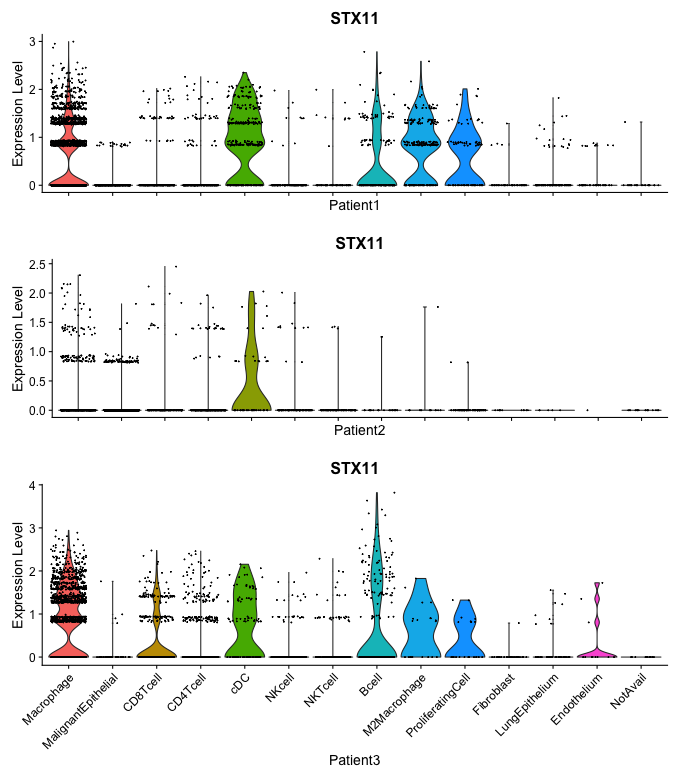 STX11
Expression Level
3
2
1
0
Patient1
STX11
Expression Level
2.5
2.0
1.5
1.0
0.5
0.0
Patient2
STX11
Expression Level
4
3
2
1
0
Macrophage
MalignantEpithelial
CD8Tcell
CD4Tcell
cDC
NKcell
NKTcell
Bcell
M2Macrophage
ProliferatingCell
Fibroblast
LungEpithelium
Endothelium
NotAvail
Patient3